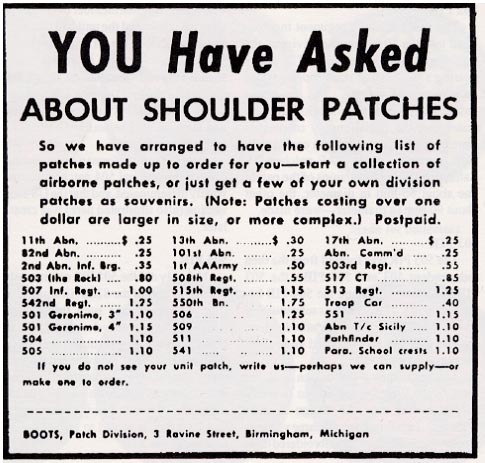 YOU Have Asked
ABOUT SHOULDER PATCHES
So we have arranged to have the following list of
patches made up to order for you—start a collection of
airborne patches, or just get a few of your own division
patches as souvenirs. (Note: Patches costing over one
dollar are larger in size, or more complex.) Postpaid.
11th Abn. .........$ .25
82nd Abn. ........ .25
2nd Abn. Inf. Brg. .35
503 (the Rock) .... .80
507 Inf. Regt. .... 1.00
542nd Regt. ...... 1.25
501 Geronimo, 3" 1.10
501 Geronimo, 4" 1.15
504 .................. 1.10
505 .................. 1.10
13th Abn. .........$ .30
101st Abn. ........ .25
1st AAArmy ...... .50
508th Regt. ....... .55
515th Regt. ....... 1.15
550th Bn. .......... 1.75
506 .................. 1.25
509 .................. 1.10
511 .................. 1.10
541 .................. 1.10
17th Abn. .........$ .25
Abn. Comm'd .... .25
503rd Regt. ....... .55
517 CT ............. .85
513 Regt. ......... 1.25
Troop Car ........ .40
551 .................. 1.15
Abn T/c Sicily .... 1.10
Pathfinder ........ 1.10
Para. School crests 1.10
If you do not see your unit patch, write us—perhaps we can supply—or
make one to order.
BOOTS, Patch Division, 3 Ravine Street, Birmingham, Michigan